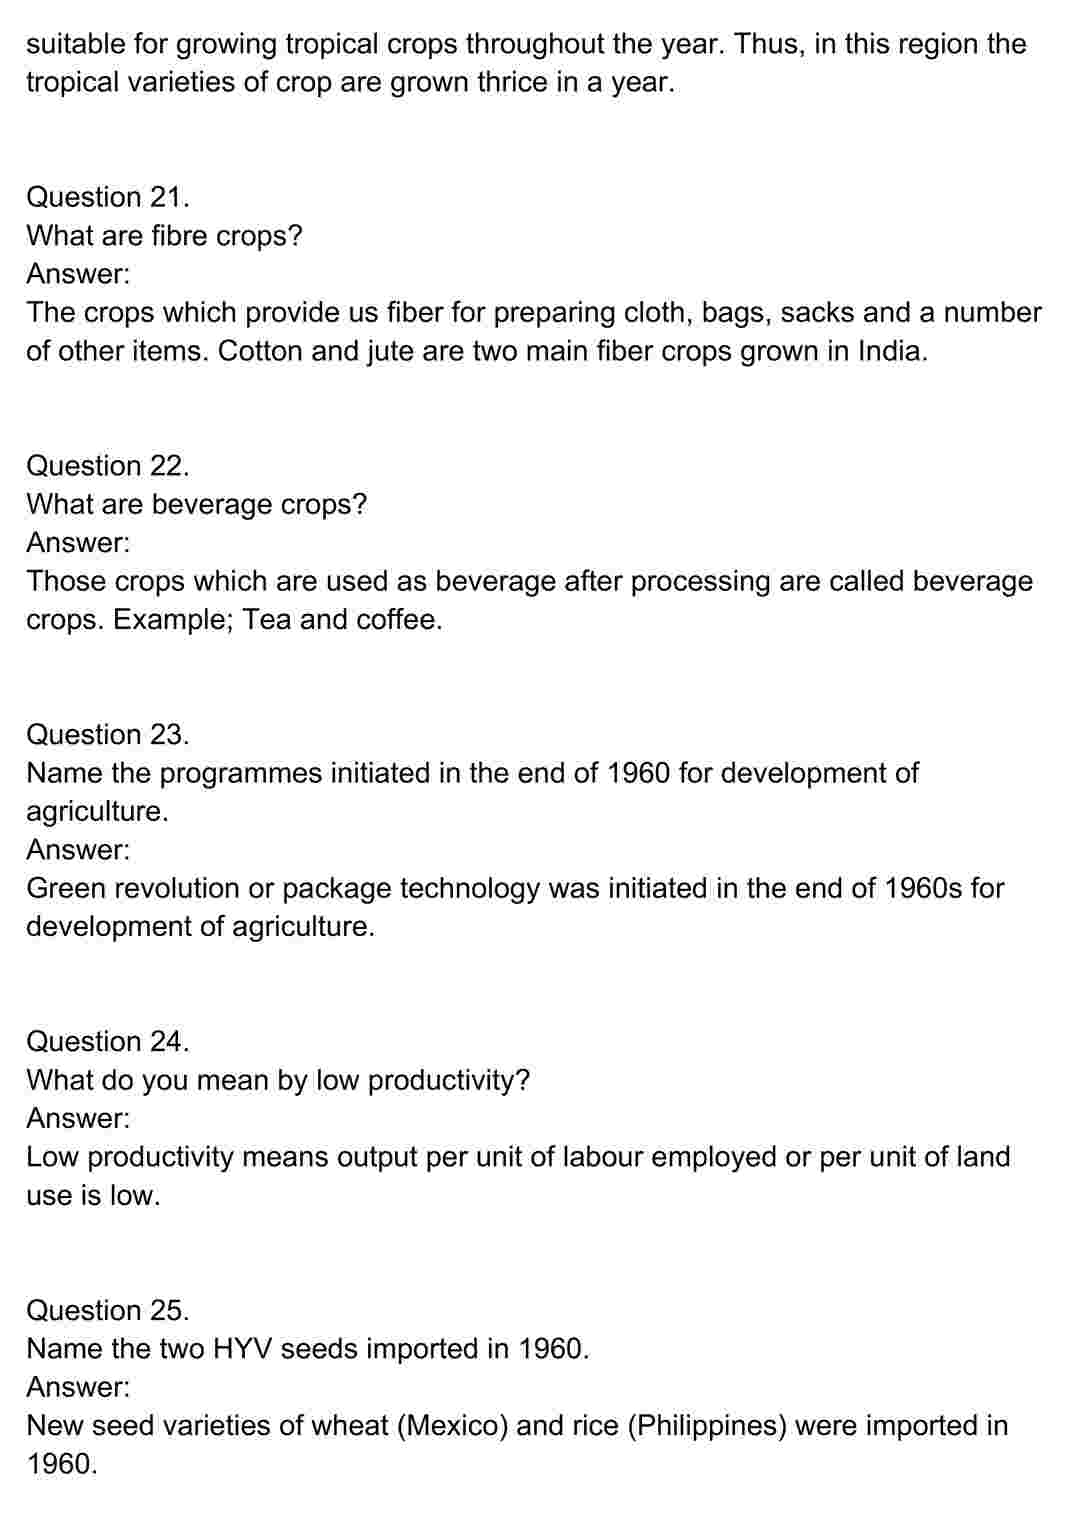 suitable for growing tropical crops throughout the year. Thus, in this region the
tropical varieties of crop are grown thrice in a year.
Question 21.
What are fibre crops?
Answer:
The crops which provide us fiber for preparing cloth, bags, sacks and a number
of other items. Cotton and jute are two main fiber crops grown in India.
Question 22.
What are beverage crops?
Answer:
Those crops which are used as beverage after processing are called beverage
crops. Example; Tea and coffee.
Question 23.
Name the programmes initiated in the end of 1960 for development of
agriculture.
Answer:
Green revolution or package technology was initiated in the end of 1960s for
development of agriculture.
Question 24.
What do you mean by low productivity?
Answer:
Low productivity means output per unit of labour employed or per unit of land
use is low.
Question 25.
Name the two HYV seeds imported in 1960.
Answer:
New seed varieties of wheat (Mexico) and rice (Philippines) were imported in
1960.